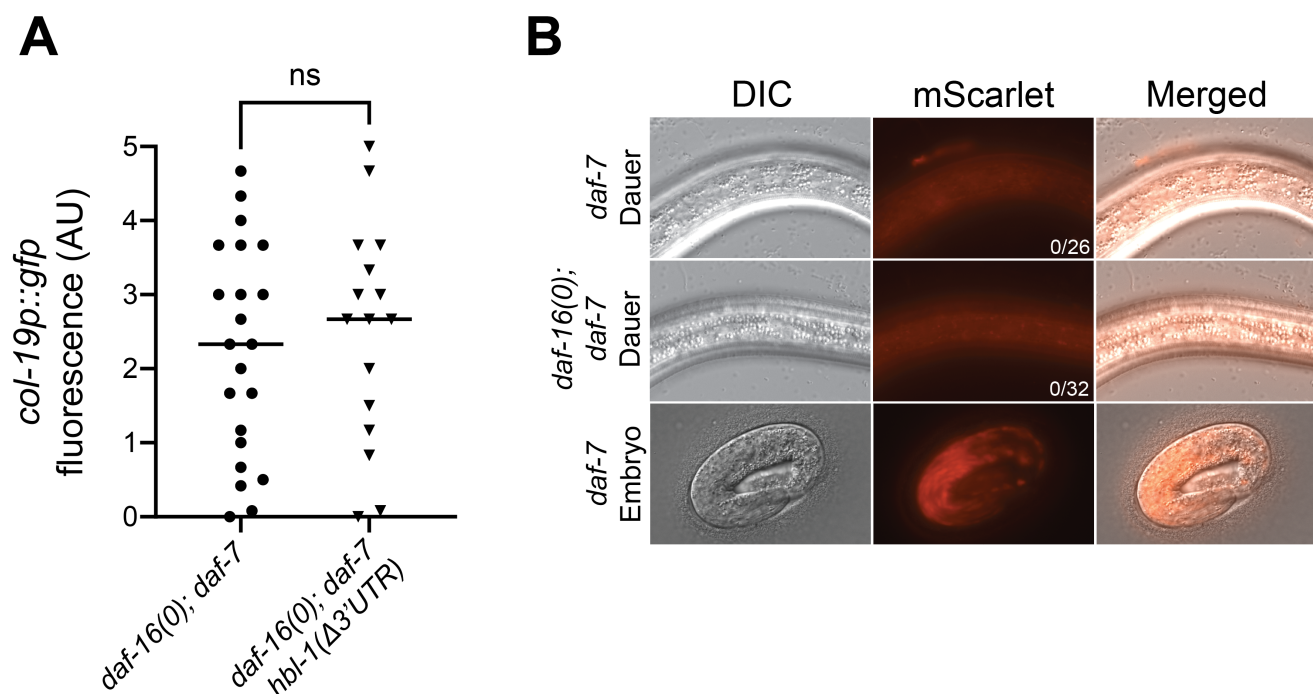 A
ns
col-19p::gfp
fluorescence (AU)
5
4
3
2
1
0
daf-16(0); daf-7
daf-16(0); daf-7
hbl-1(Δ3'UTR)
B
DIC
mScarlet
Merged
daf-7
Dauer
0/26
daf-16(0);
daf-7
Dauer
0/32
daf-7
Embryo